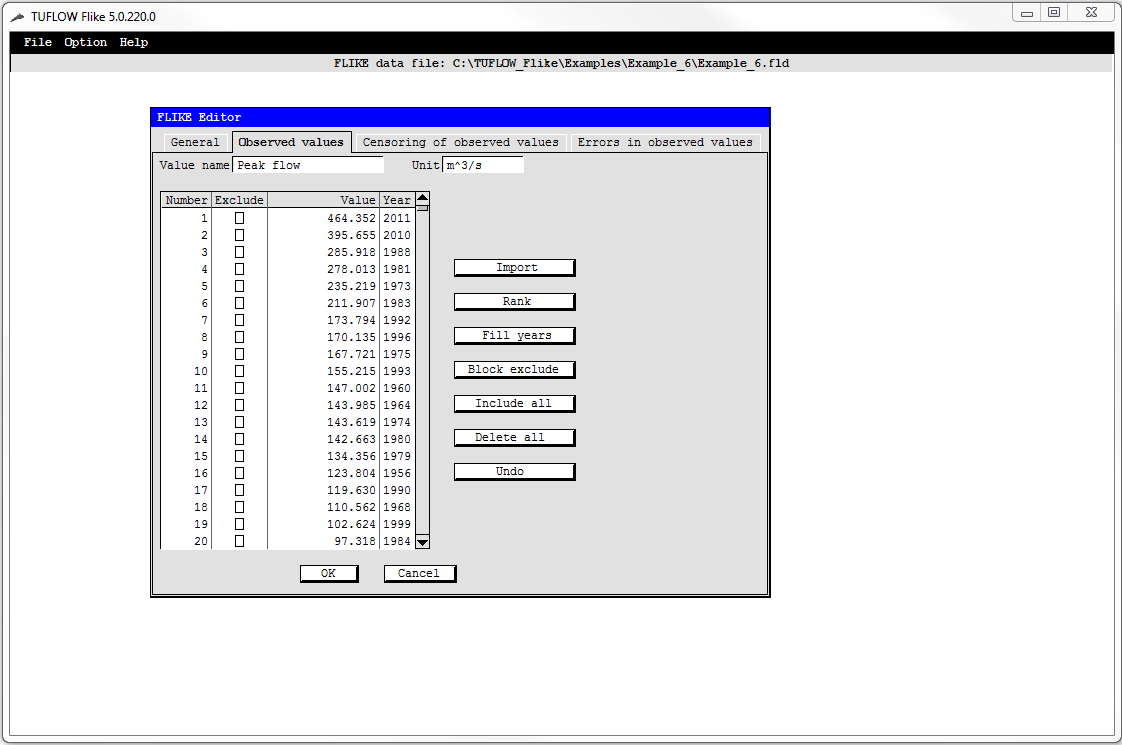 TUFLOW Flike 5.0.220.0
File Option Help
FLIKE data file: C:\TUFLOW_Flike\Examples\Example_6\Example_6.fld
FLIKE Editor
General Observed values Censoring of observed values Errors in observed values
Value name Peak flow Unit m^3/s
Number Exclude Value Year
1 464.352 2011
2 395.655 2010
3 285.918 1988
4 278.013 1981
5 235.219 1973
6 211.907 1983
7 173.794 1992
8 170.135 1996
9 167.721 1975
10 155.215 1993
11 147.002 1960
12 143.985 1964
13 143.619 1974
14 142.663 1980
15 134.356 1979
16 123.804 1956
17 119.630 1990
18 110.562 1968
19 102.624 1999
20 97.318 1984
Import
Rank
Fill years
Block exclude
Include all
Delete all
Undo
OK Cancel